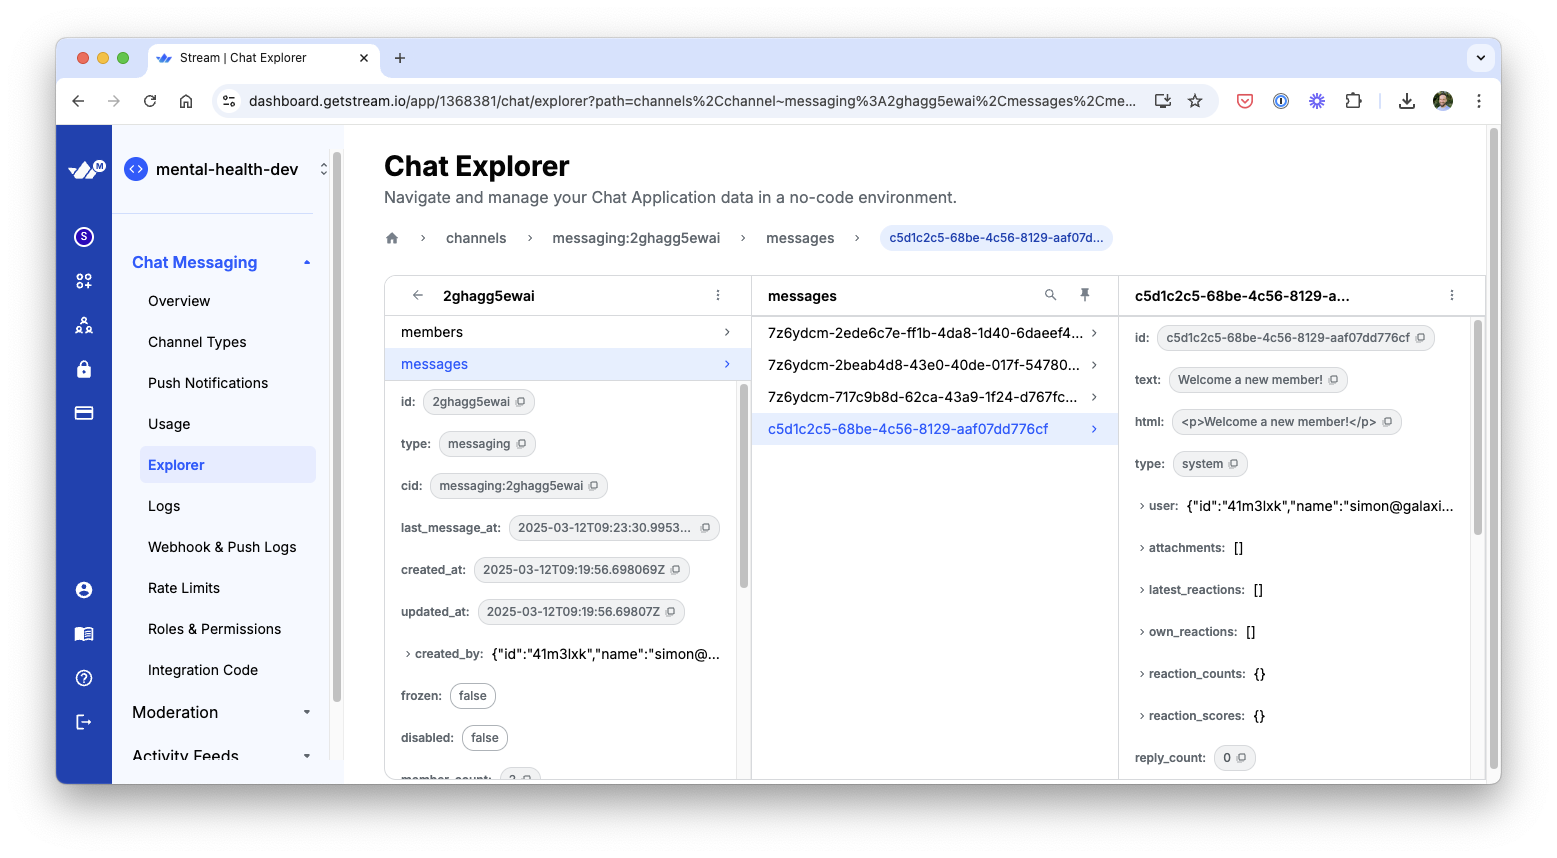 Stream | Chat Explorer
dashboard.getstream.io/app/1368381/chat/explorer?path=channels%2Cchannel~messaging%3A2ghagg5ewai%2Cmessages%2Cme...
M
mental-health-dev
S
Chat Messaging
Overview
Channel Types
Push Notifications
Usage
Explorer
Logs
Webhook & Push Logs
Rate Limits
Roles & Permissions
Integration Code
Moderation
Activity Feeds
Chat Explorer
Navigate and manage your Chat Application data in a no-code environment.
channels > messaging:2ghagg5ewai > messages > c5d1c2c5-68be-4c56-8129-aaf07d...
2ghagg5ewai
members
messages
id: 2ghagg5ewai
type: messaging
cid: messaging:2ghagg5ewai
last_message_at: 2025-03-12T09:23:30.9953...
created_at: 2025-03-12T09:19:56.698069Z
updated_at: 2025-03-12T09:19:56.69807Z
created_by: {"id":"41m3lxk","name":"simon@...
frozen: false
disabled: false
member_count: 2
messages
7z6ydcm-2ede6c7e-ff1b-4da8-1d40-6daeef4...
7z6ydcm-2beab4d8-43e0-40de-017f-54780...
7z6ydcm-717c9b8d-62ca-43a9-1f24-d767fc...
c5d1c2c5-68be-4c56-8129-aaf07dd776cf
c5d1c2c5-68be-4c56-8129-a...
id: c5d1c2c5-68be-4c56-8129-aaf07dd776cf
text: Welcome a new member!
html: <p>Welcome a new member!</p>
type: system
user: {"id":"41m3lxk","name":"simon@galaxi...
attachments: []
latest_reactions: []
own_reactions: []
reaction_counts: {}
reaction_scores: {}
reply_count: 0